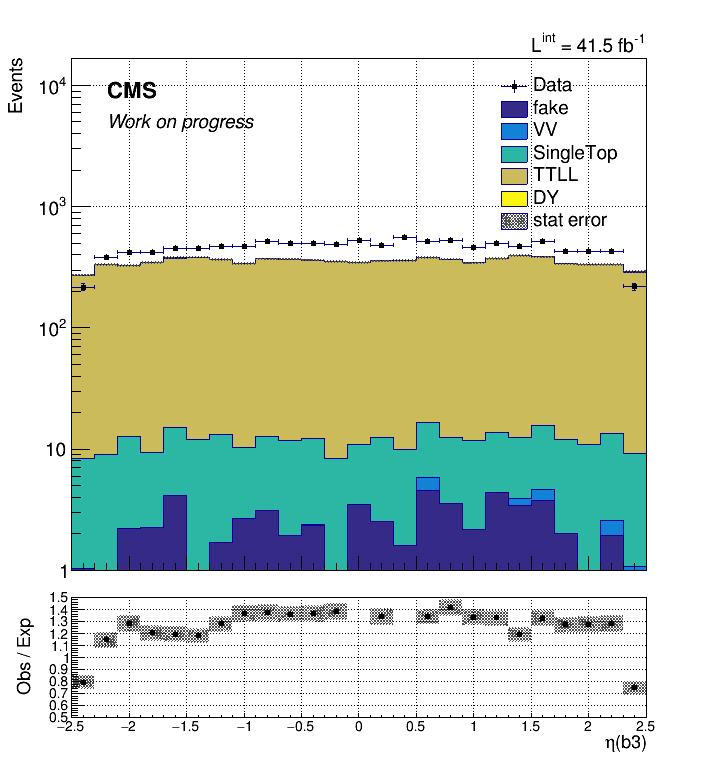 L^int = 41.5 fb^-1
Events
CMS
Work on progress
Data
fake
VV
SingleTop
TTLL
DY
stat error
10^4
10^3
10^2
10
1
Obs / Exp
1.5
1.4
1.3
1.2
1.1
1
0.9
0.8
0.7
0.6
0.5
−2.5 −2 −1.5 −1 −0.5 0 0.5 1 1.5 2 2.5
η(b3)